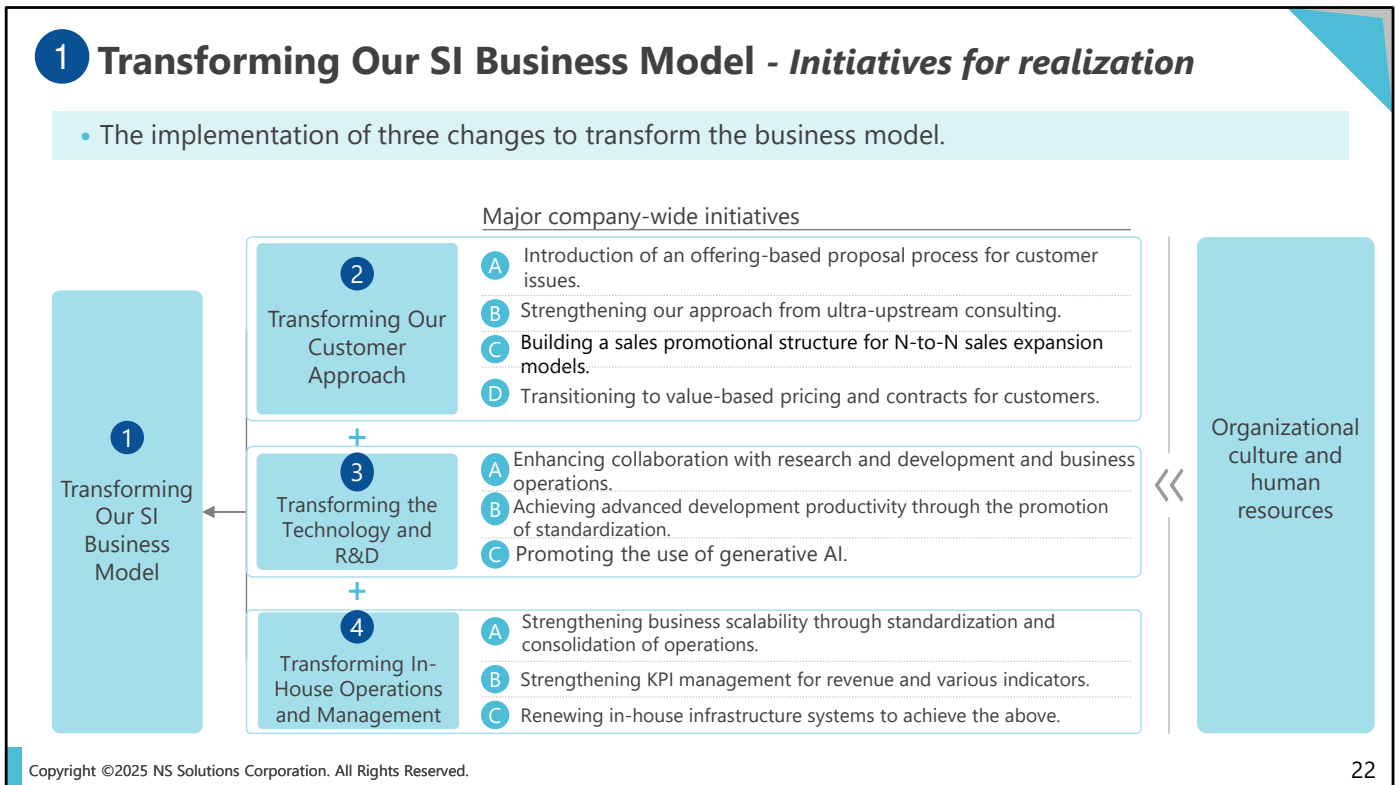 1 Transforming Our SI Business Model - Initiatives for realization
• The implementation of three changes to transform the business model.
Major company-wide initiatives
1
Transforming
Our SI
Business
Model
2
Transforming Our
Customer
Approach
A Introduction of an offering-based proposal process for customer
issues.
B Strengthening our approach from ultra-upstream consulting.
C Building a sales promotional structure for N-to-N sales expansion
models.
D Transitioning to value-based pricing and contracts for customers.
+
3
Transforming the
Technology and
R&D
A Enhancing collaboration with research and development and business
operations.
B Achieving advanced development productivity through the promotion
of standardization.
C Promoting the use of generative AI.
+
4
Transforming In-
House Operations
and Management
A Strengthening business scalability through standardization and
consolidation of operations.
B Strengthening KPI management for revenue and various indicators.
C Renewing in-house infrastructure systems to achieve the above.
Organizational
culture and
human
resources
Copyright ©2025 NS Solutions Corporation. All Rights Reserved.
22